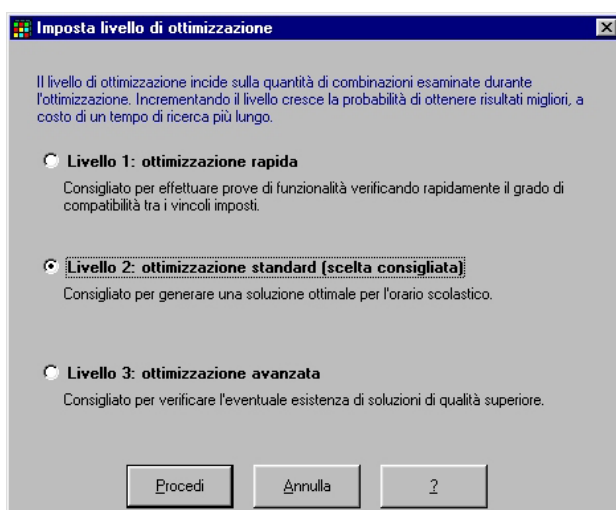 Imposta livello di ottimizzazione
Il livello di ottimizzazione incide sulla quantità di combinazioni esaminate durante
l'ottimizzazione. Incrementando il livello cresce la probabilità di ottenere risultati migliori, a
costo di un tempo di ricerca più lungo.
Livello 1: ottimizzazione rapida
Consigliato per effettuare prove di funzionalità verificando rapidamente il grado di
compatibilità tra i vincoli imposti.
Livello 2: ottimizzazione standard (scelta consigliata)
Consigliato per generare una soluzione ottimale per l'orario scolastico.
Livello 3: ottimizzazione avanzata
Consigliato per verificare l'eventuale esistenza di soluzioni di qualità superiore.
Procedi Annulla ?